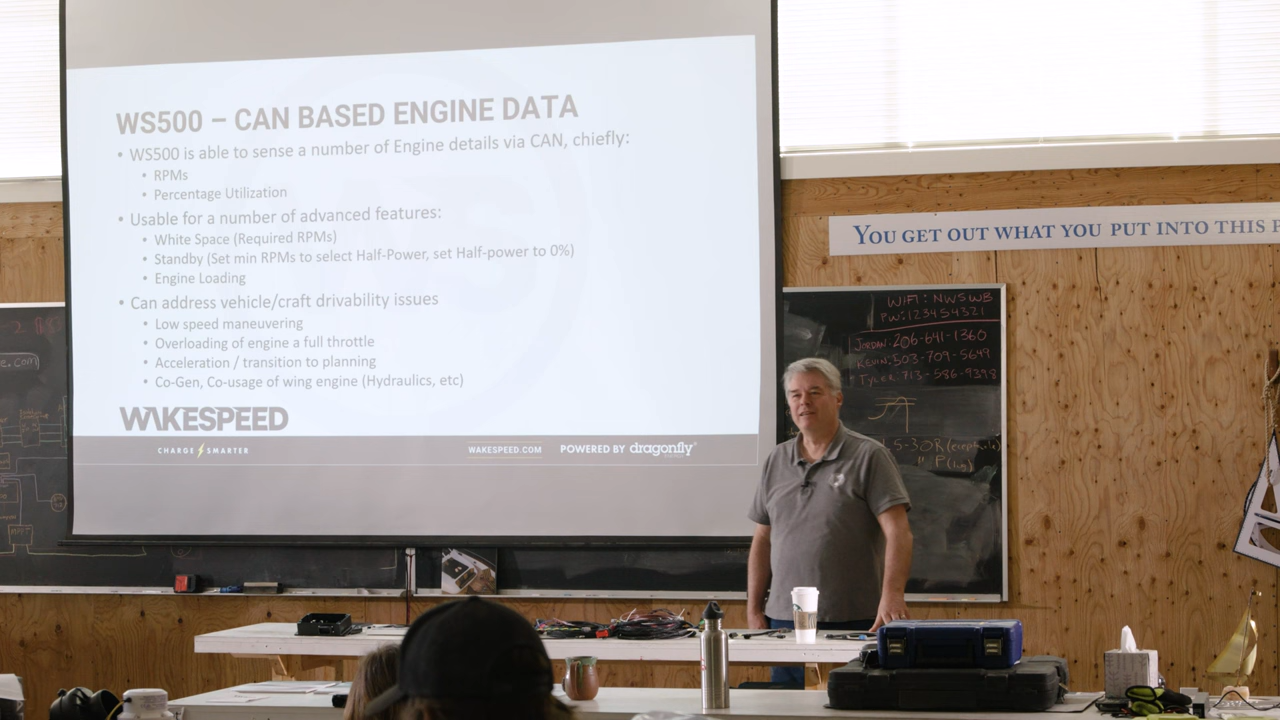 WS500 – CAN BASED ENGINE DATA
• WS500 is able to sense a number of Engine details via CAN, chiefly:
• RPMs
• Percentage Utilization
• Usable for a number of advanced features:
• White Space (Required RPMs)
• Standby (Set min RPMs to select Half-Power, set Half-power to 0%)
• Engine Loading
• Can address vehicle/craft drivability issues
• Low speed maneuvering
• Overloading of engine a full throttle
• Acceleration / transition to planning
• Co-Gen, Co-usage of wing engine (Hydraulics, etc)
WAKESPEED
CHARGE SMARTER
WAKESPEED.COM
POWERED BY dragonfly
YOU GET OUT WHAT YOU PUT INTO THIS
WIFI: NWSWB
PW:123454321
JORDAN: 206-641-1360
KEVIN: 503-709-5649
TYLER: 713-586-9398